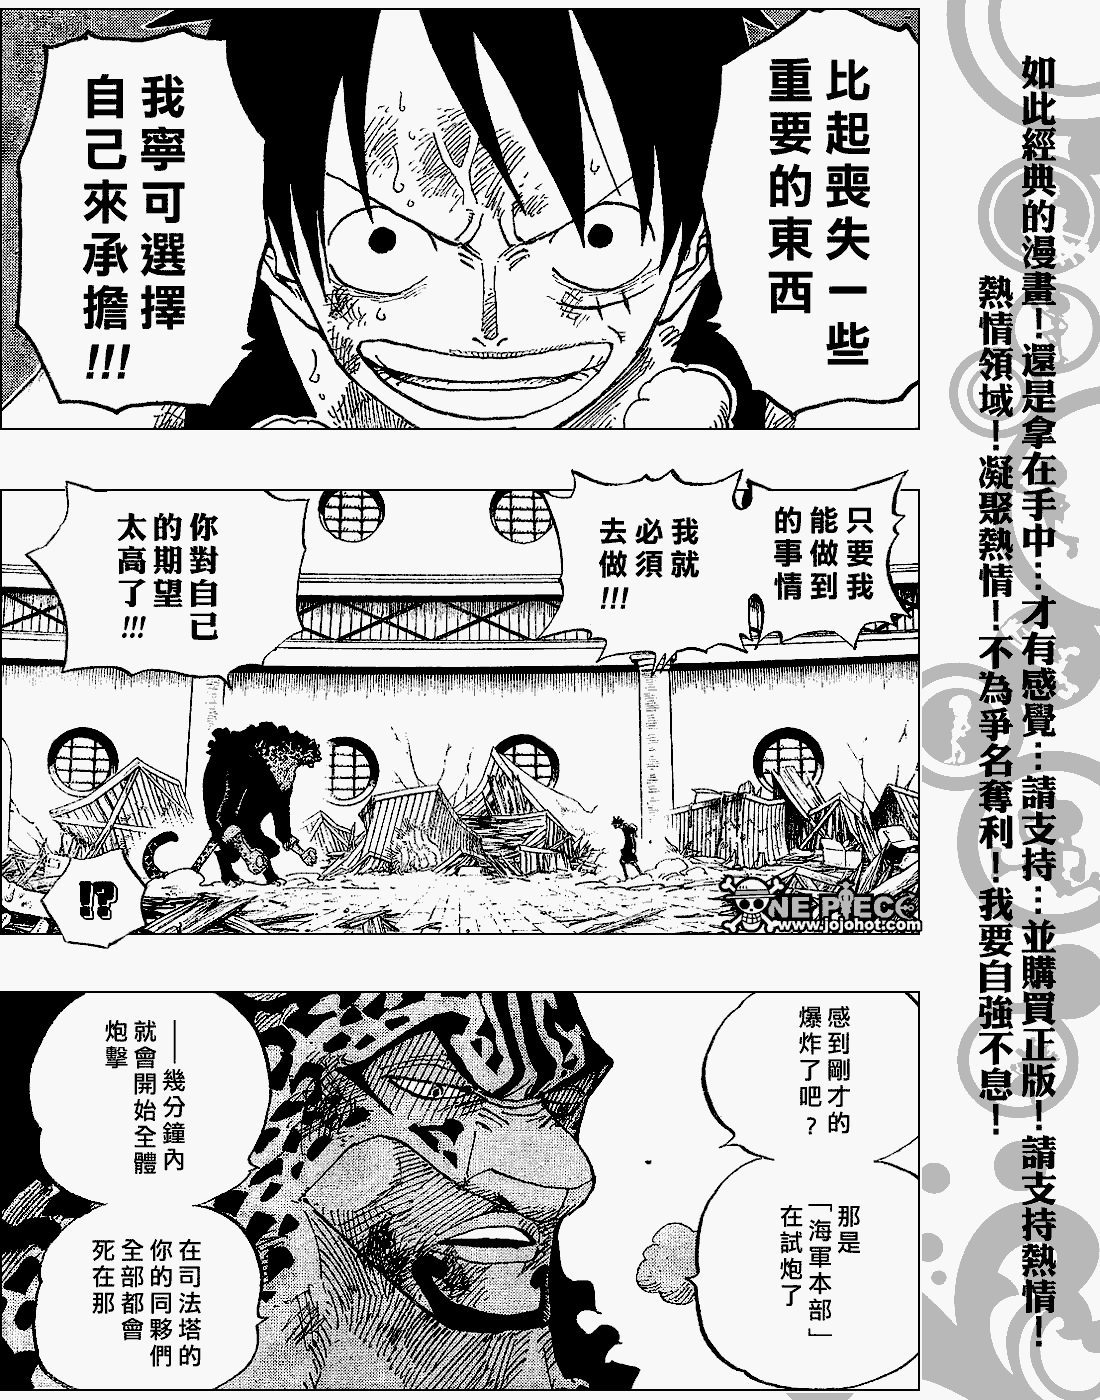 比起喪失一些
重要的東西
我寧可選擇
自己來承擔
!!!
只要我
能做到
的事情
我就
必須
去做
!!!
你對自己
的期望
太高了!!!
!?
ONE PIECE
www.jojohot.com
感到剛才的
爆炸了吧?
那是
「海軍本部」
在試炮了
——幾分鐘內
就會開始全體
炮擊
在司法塔的
你的同夥們
全部都會
死在那
如此經典的漫畫!還是拿在手中…才有感覺…請支持…並購買正版!請支持熱情!
熱情領域!凝聚熱情!不為爭名奪利!我要自強不息!